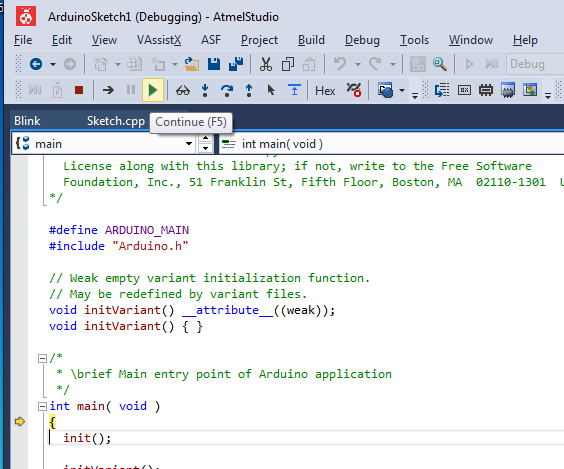 ArduinoSketch1 (Debugging) - AtmelStudio
File Edit View VAssistX ASF Project Build Debug Tools Window Help
Debug
Hex
Blink Sketch.cpp Continue (F5)
main int main( void )
License along with this library; if not, write to the Free Software
Foundation, Inc., 51 Franklin St, Fifth Floor, Boston, MA 02110-1301 U
*/
#define ARDUINO_MAIN
#include "Arduino.h"
// Weak empty variant initialization function.
// May be redefined by variant files.
void initVariant() __attribute__((weak));
void initVariant() { }
/*
* \brief Main entry point of Arduino application
*/
int main( void )
{
init();
initVariant();